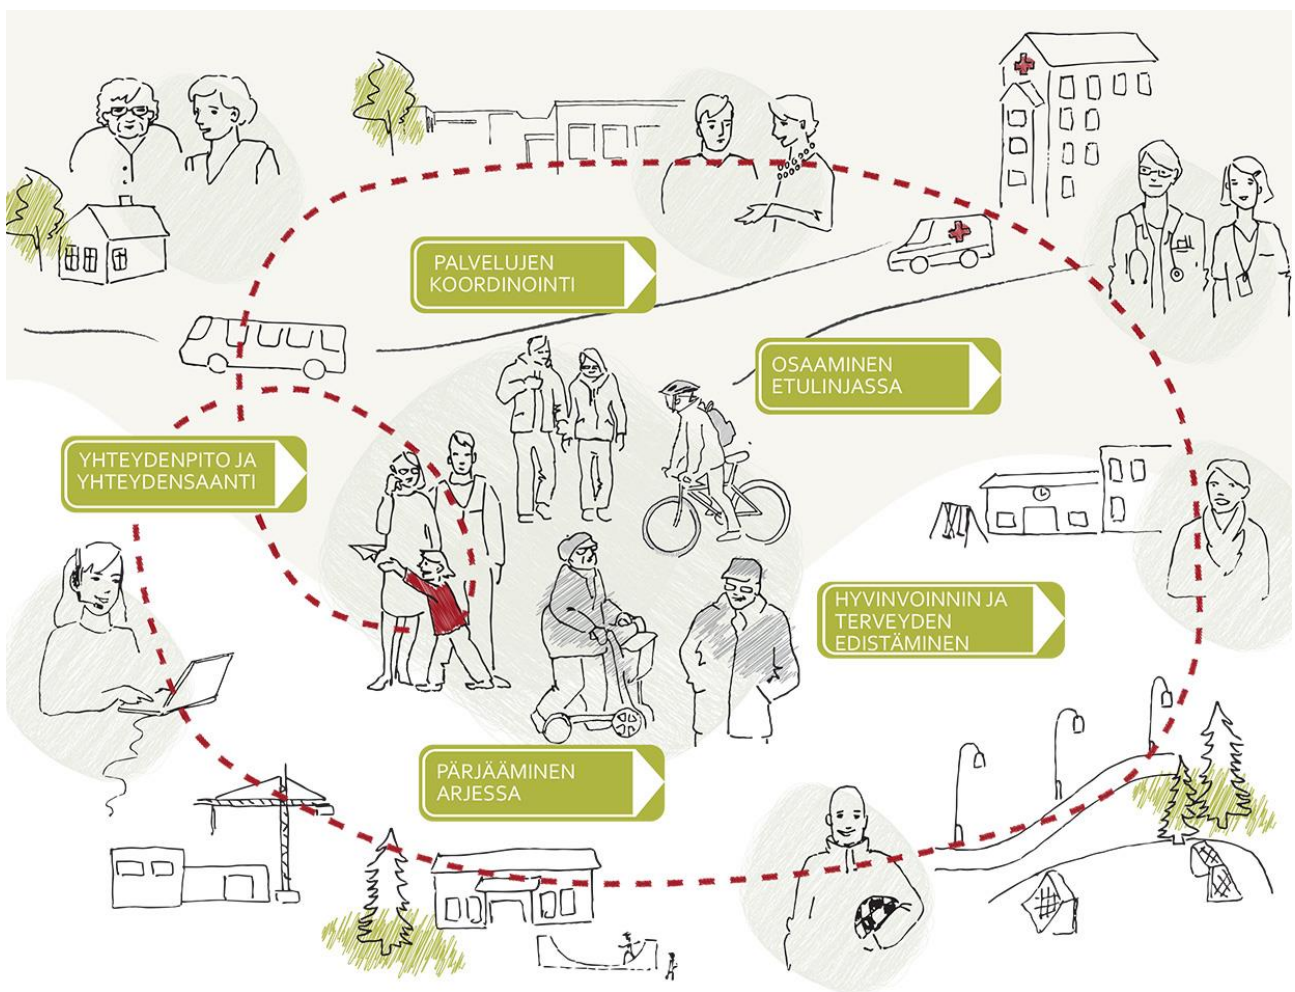 PALVELUJEN
KOORDINOINTI
OSAAMINEN
ETULINJASSA
YHTEYDENPITO JA
YHTEYDENSAANTI
HYVINVOINNIN JA
TERVEYDEN
EDISTÄMINEN
PÄRJÄÄMINEN
ARJESSA